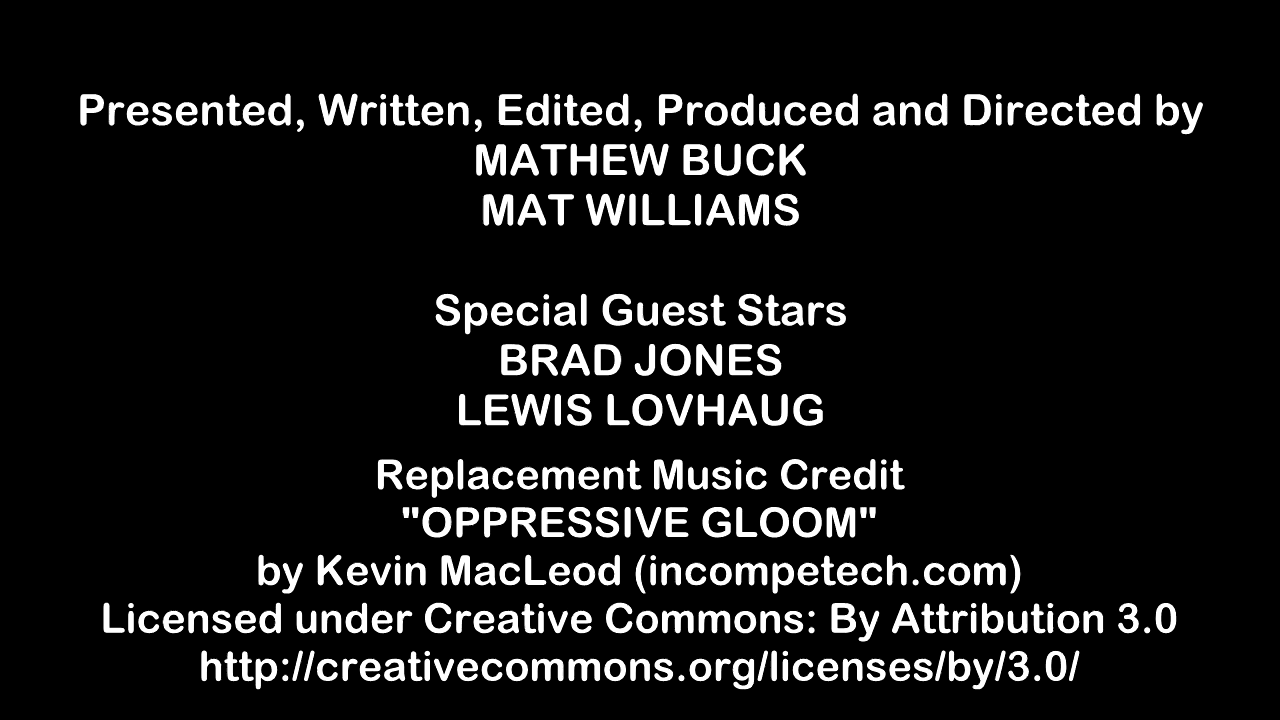 Presented, Written, Edited, Produced and Directed by
MATHEW BUCK
MAT WILLIAMS
Special Guest Stars
BRAD JONES
LEWIS LOVHAUG
Replacement Music Credit
"OPPRESSIVE GLOOM"
by Kevin MacLeod (incompetech.com)
Licensed under Creative Commons: By Attribution 3.0
http://creativecommons.org/licenses/by/3.0/